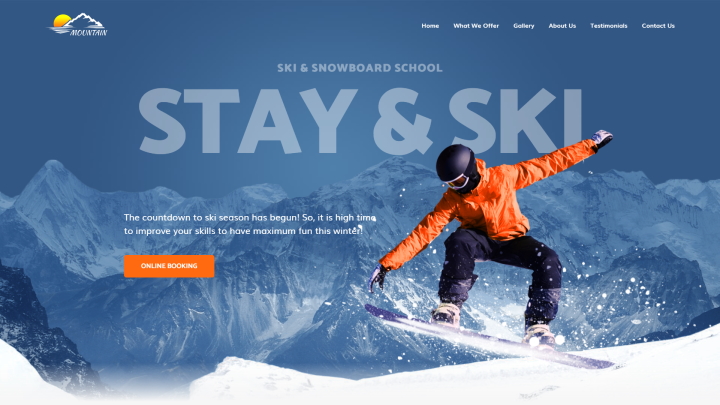 MOUNTAIN
Home What We Offer Gallery About Us Testimonials Contact Us
SKI & SNOWBOARD SCHOOL
STAY & SKI
The countdown to ski season has begun! So, it is high time
to improve your skills to have maximum fun this winter!
ONLINE BOOKING